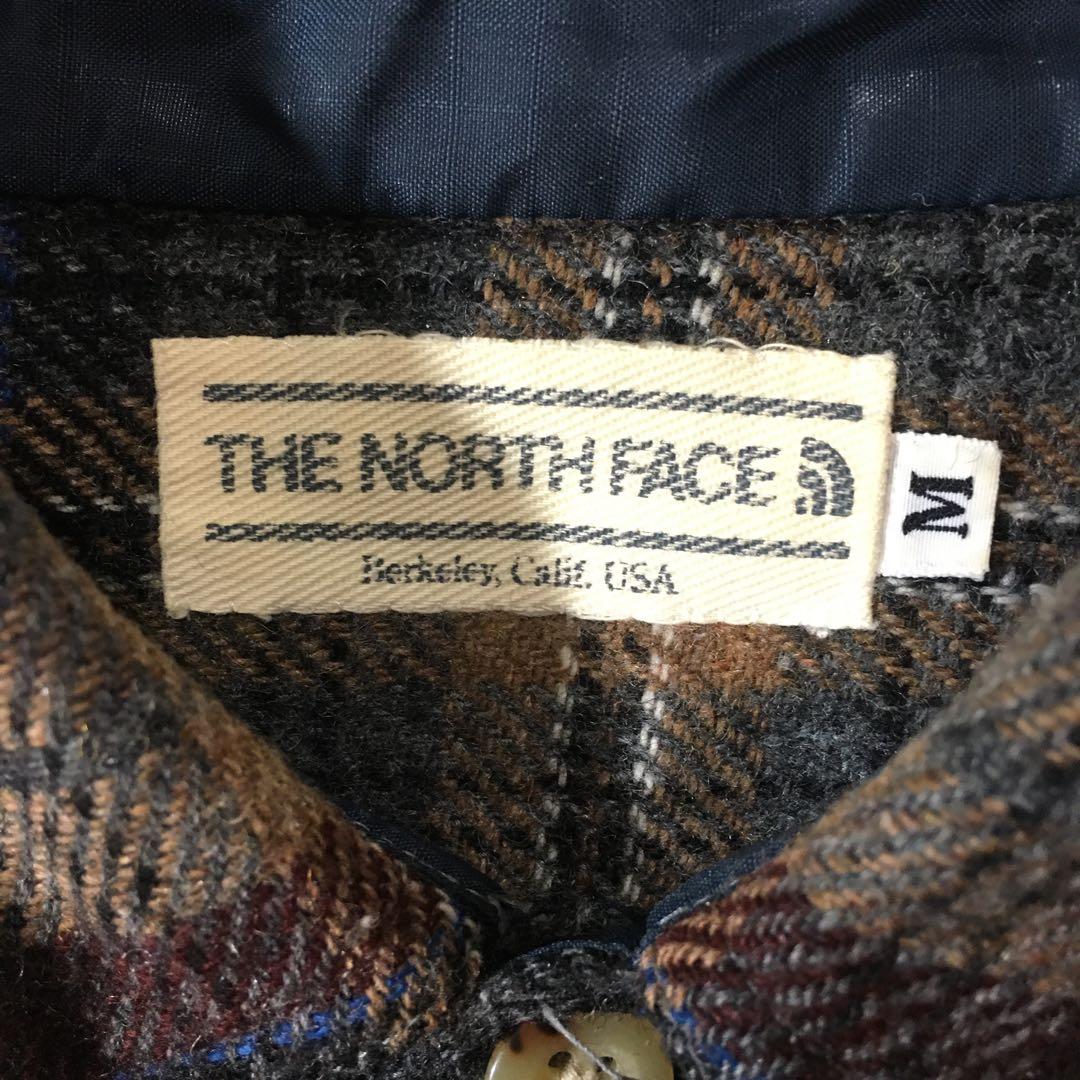 THE NORTH FACE
M
Berkeley, Calif. USA